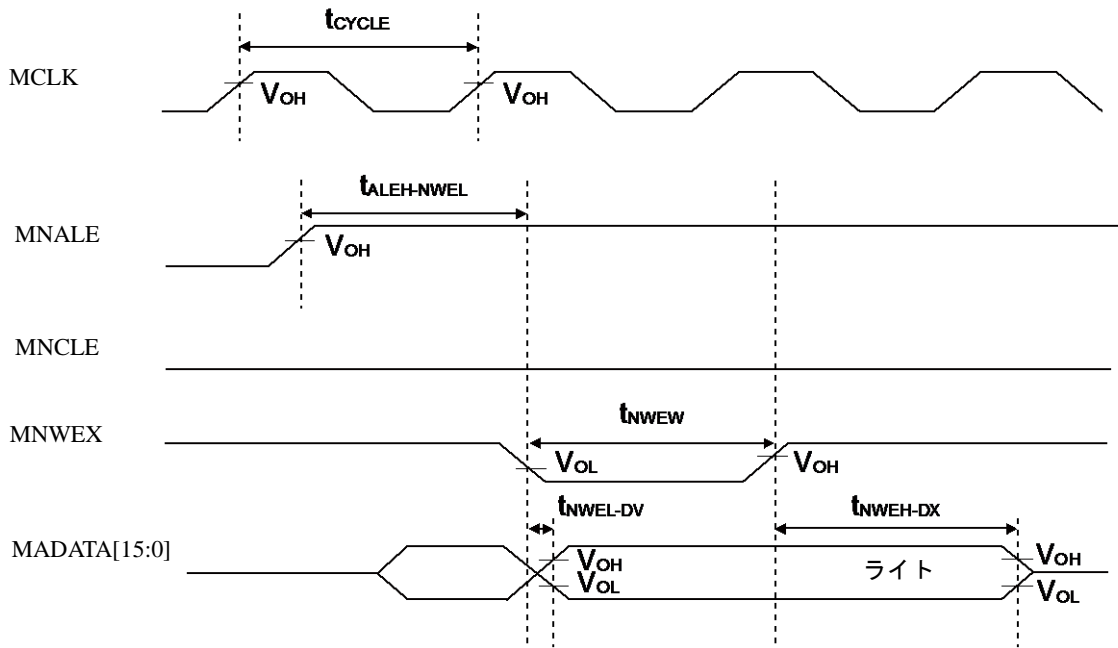 tCYCLE
MCLK
VOH VOH
tALEH-NWEL
MNALE
VOH
MNCLE
tNWEW
MNWEX
VOL VOH
tNWEL-DV tNWEH-DX
MADATA[15:0]
VOH ライト VOH
VOL VOL